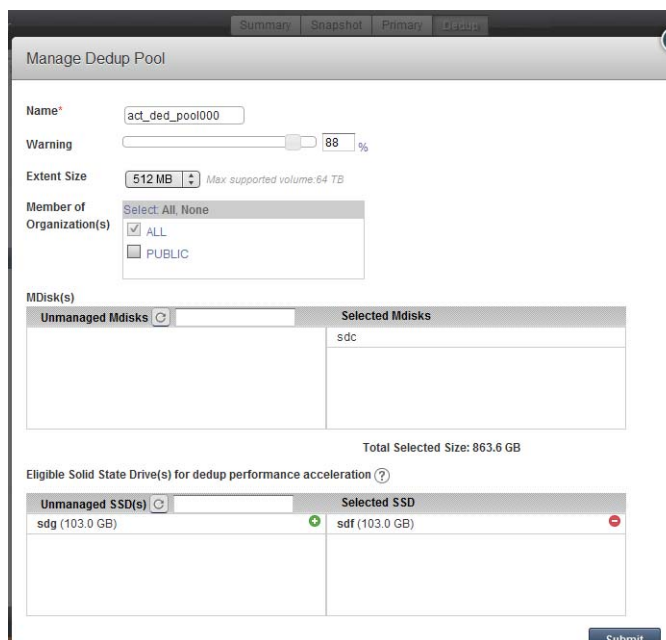 Summary Snapshot Primary Dedup
Manage Dedup Pool
Name* act_ded_pool000
Warning 88 %
Extent Size 512 MB Max supported volume:64 TB
Member of Organization(s)
Select: All, None
ALL
PUBLIC
MDisk(s)
Unmanaged Mdisks Selected Mdisks
sdc
Total Selected Size: 863.6 GB
Eligible Solid State Drive(s) for dedup performance acceleration ?
Unmanaged SSD(s) Selected SSD
sdg (103.0 GB) sdf (103.0 GB)
Submit